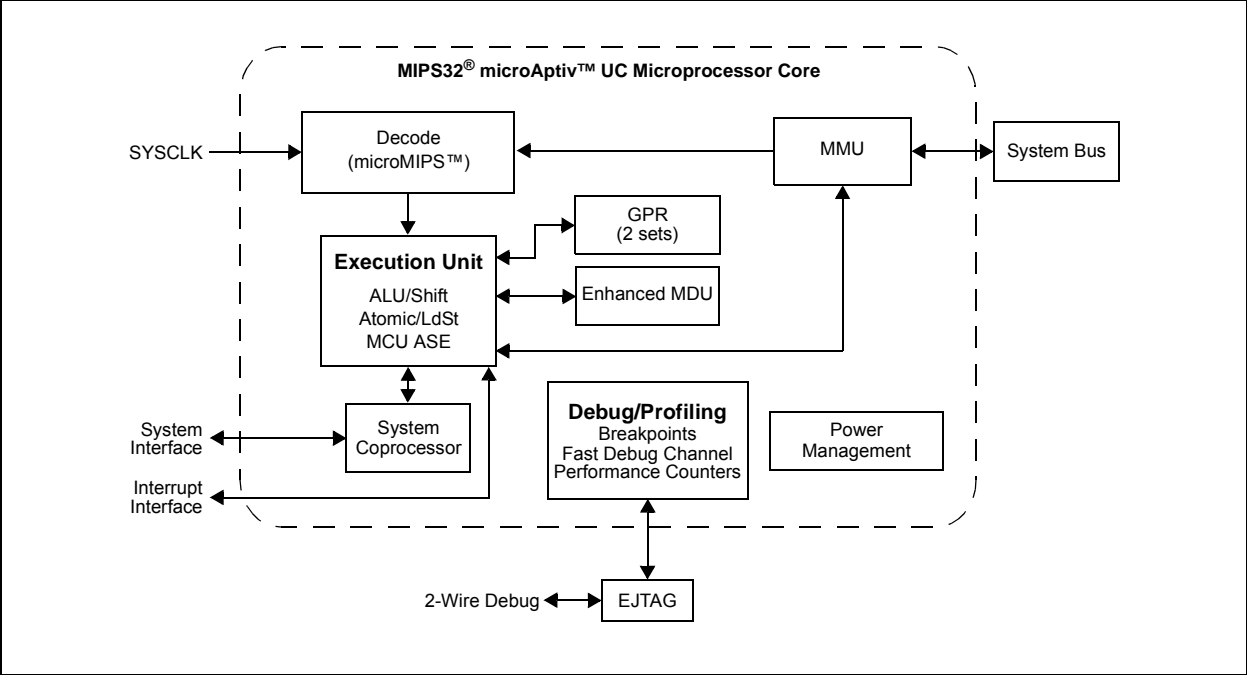 MIPS32® microAptiv™ UC Microprocessor Core
SYSCLK
Decode
(microMIPS™)
MMU
System Bus
GPR
(2 sets)
Execution Unit
ALU/Shift
Atomic/LdSt
MCU ASE
Enhanced MDU
System
Interface
System
Coprocessor
Debug/Profiling
Breakpoints
Fast Debug Channel
Performance Counters
Power
Management
Interrupt
Interface
2-Wire Debug
EJTAG